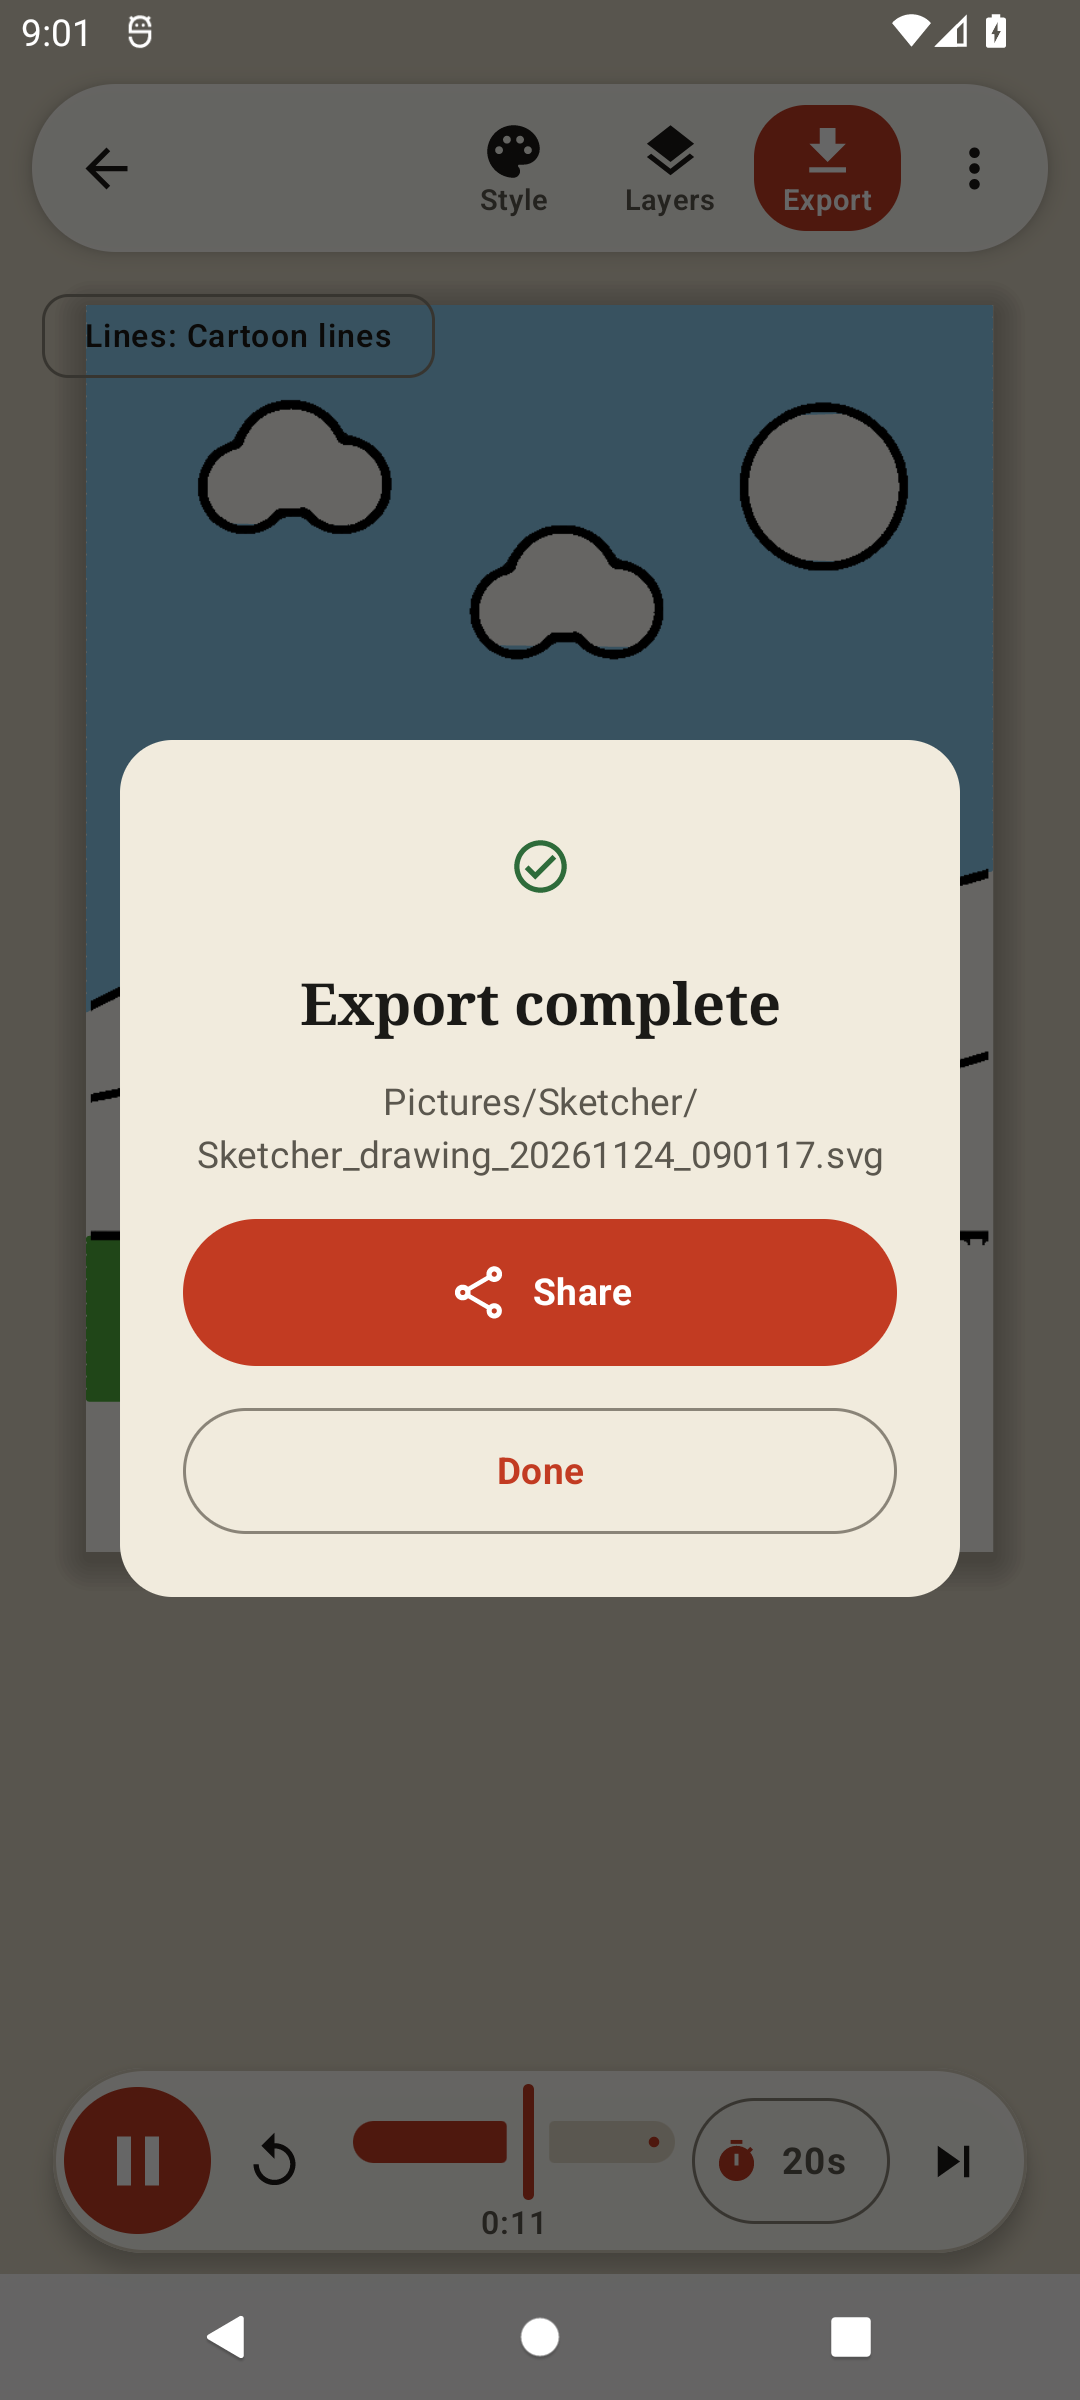 9:01
Style
Layers
Export
Lines: Cartoon lines
Export complete
Pictures/Sketcher/
Sketcher_drawing_20261124_090117.svg
Share
Done
0:11
20s